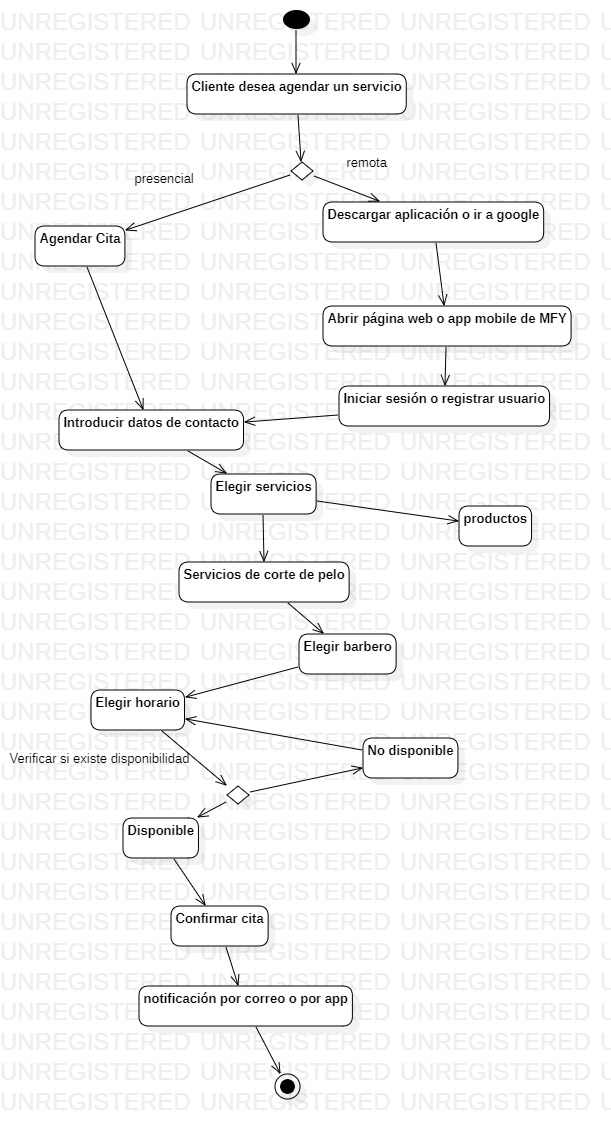 Cliente desea agendar un servicio
presencial
remota
Descargar aplicación o ir a google
Agendar Cita
Abrir página web o app mobile de MFY
Iniciar sesión o registrar usuario
Introducir datos de contacto
Elegir servicios
productos
Servicios de corte de pelo
Elegir barbero
Elegir horario
No disponible
Verificar si existe disponibilidad
Disponible
Confirmar cita
notificación por correo o por app
UNREGISTERED